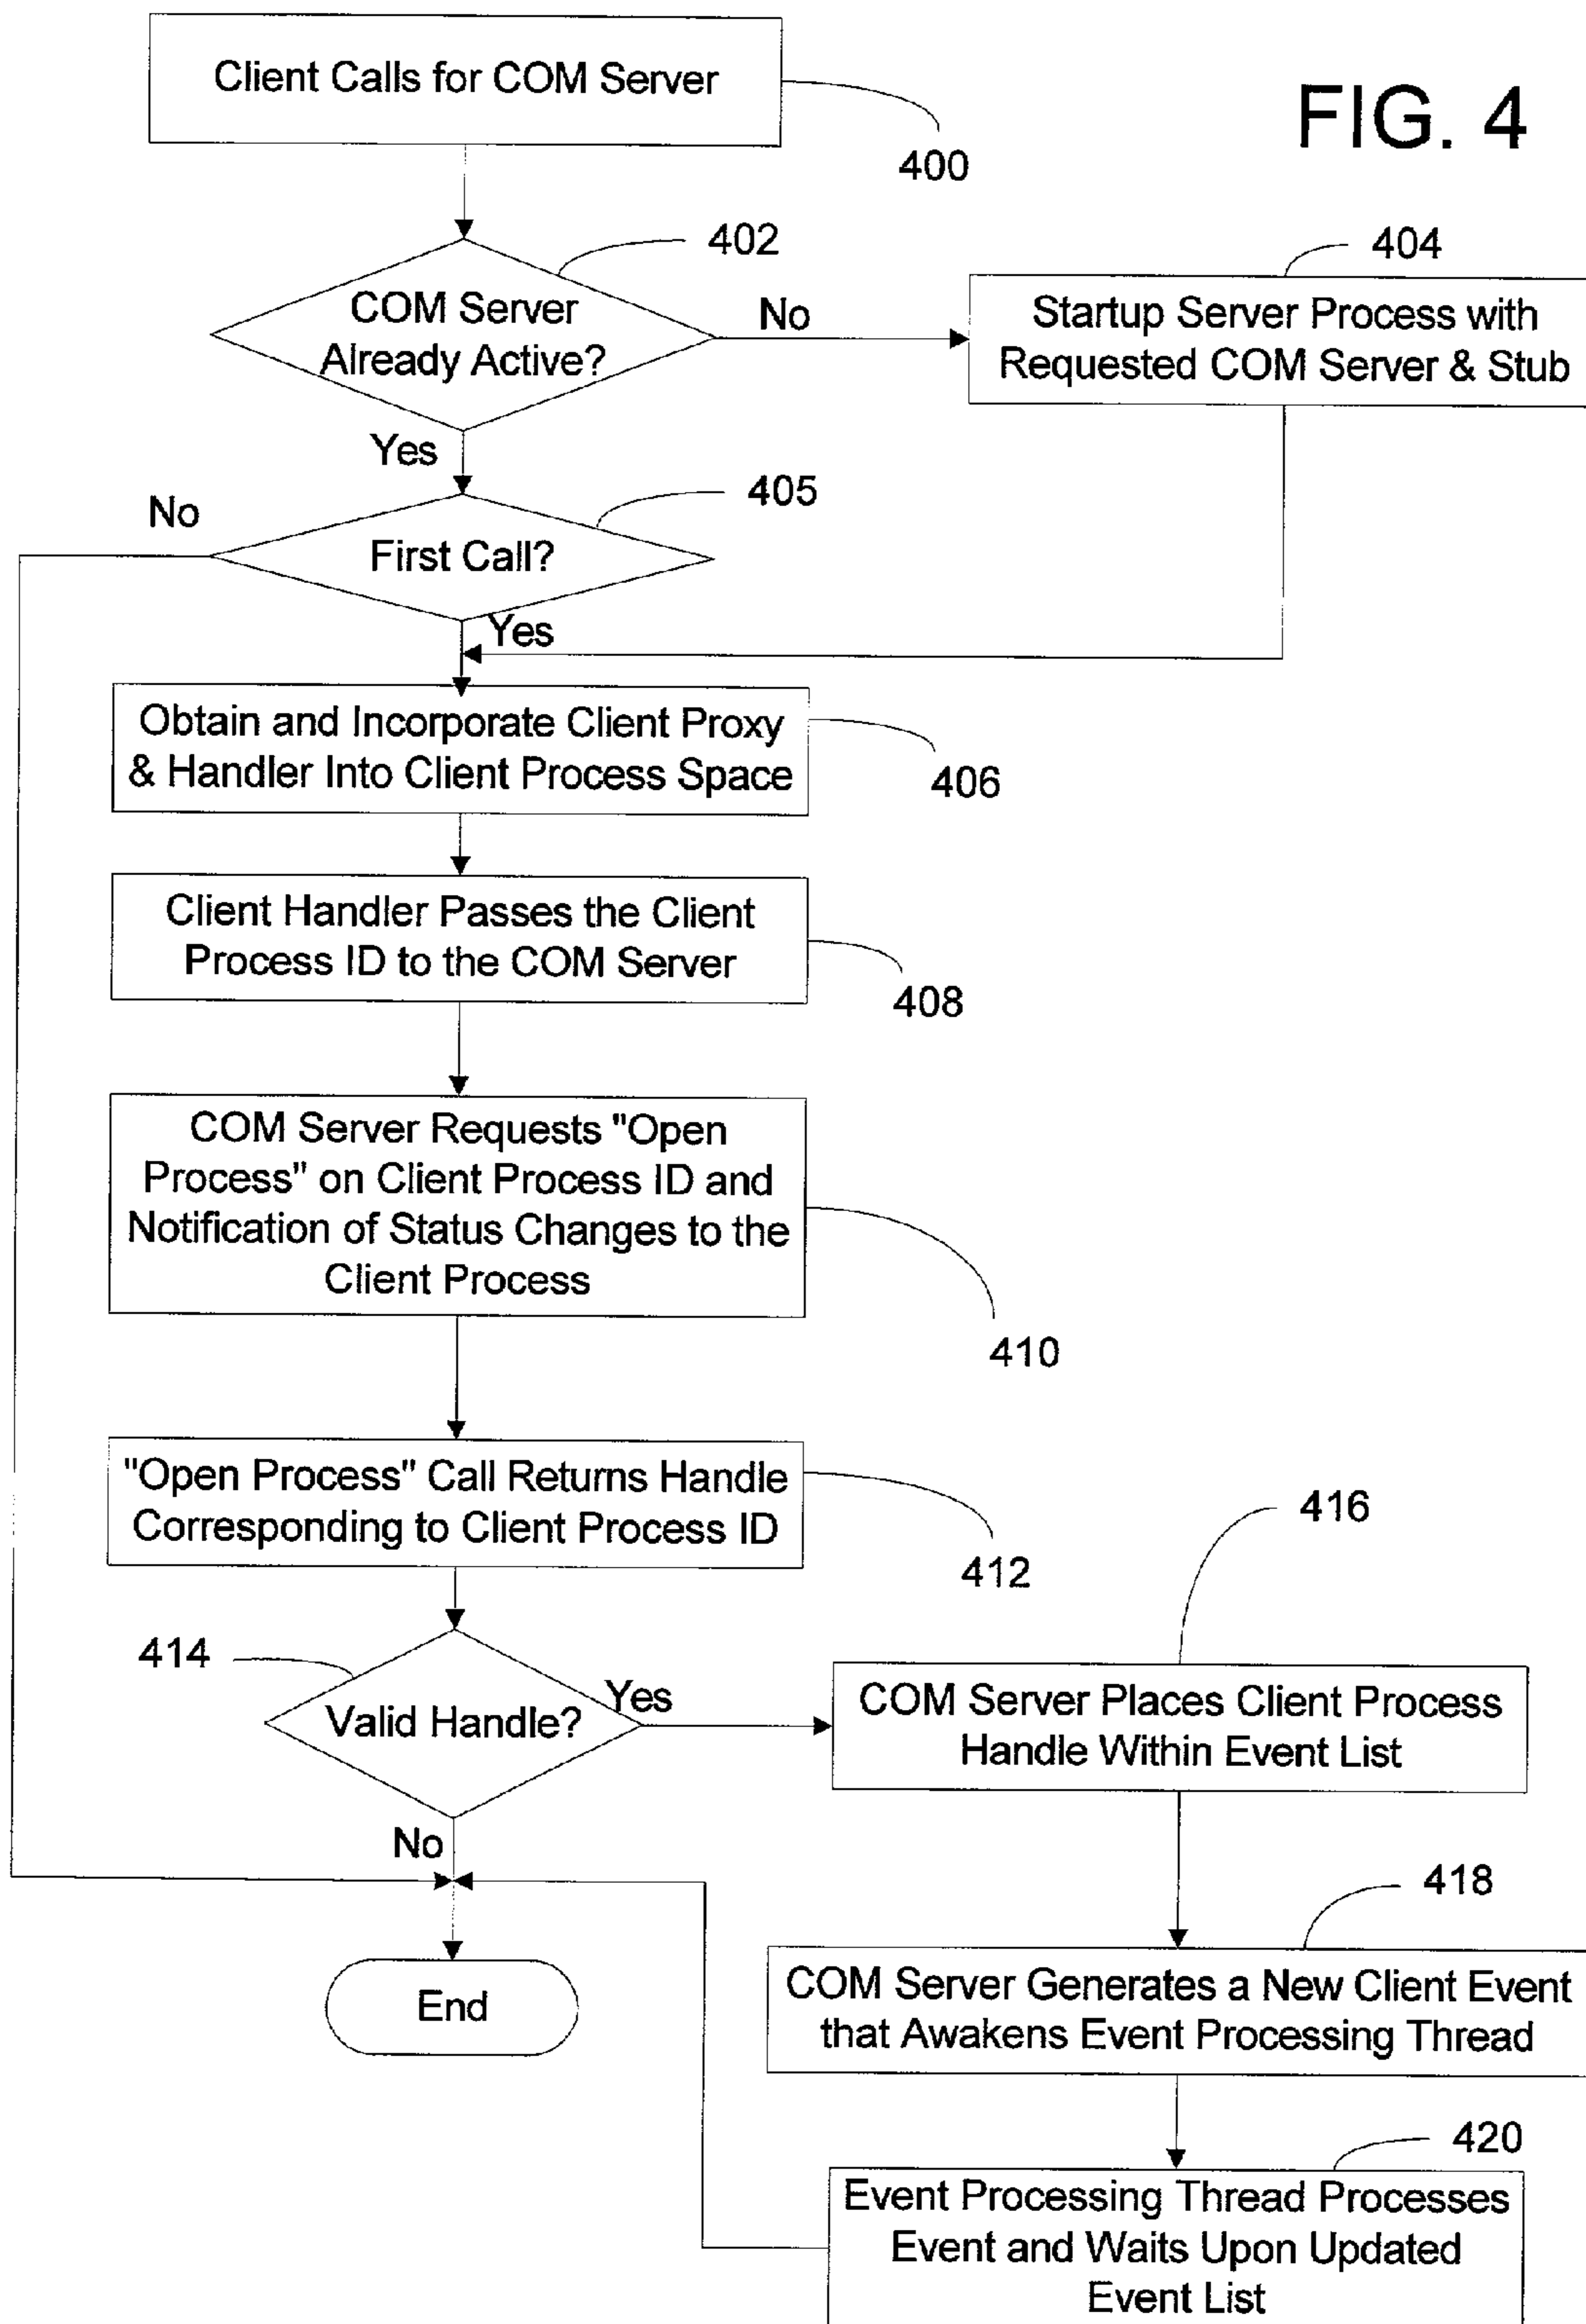 Client Calls for COM Server
FIG. 4
400
402
404
COM Server
Already Active?
No
Startup Server Process with
Requested COM Server & Stub
Yes
405
No
First Call?
Yes
Obtain and Incorporate Client Proxy
& Handler Into Client Process Space
406
Client Handler Passes the Client
Process ID to the COM Server
408
COM Server Requests "Open
Process" on Client Process ID and
Notification of Status Changes to the
Client Process
410
"Open Process" Call Returns Handle
Corresponding to Client Process ID
412
416
414
Valid Handle?
Yes
COM Server Places Client Process
Handle Within Event List
No
418
End
COM Server Generates a New Client Event
that Awakens Event Processing Thread
420
Event Processing Thread Processes
Event and Waits Upon Updated
Event List